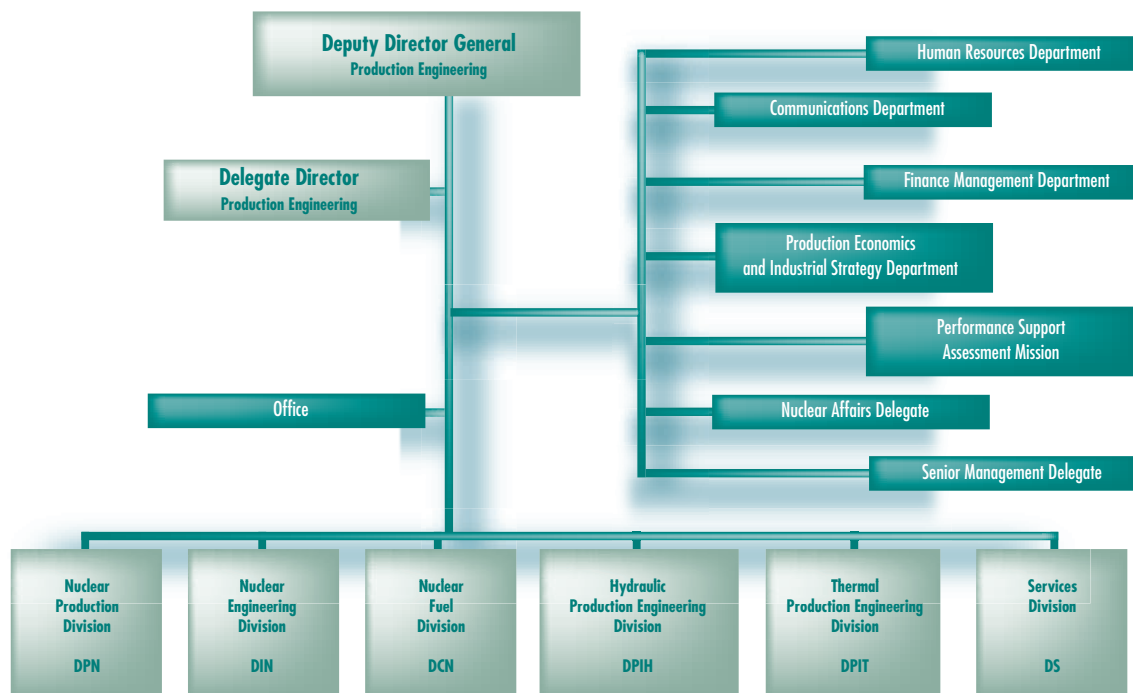 Deputy Director General
Production Engineering
Human Resources Department
Communications Department
Delegate Director
Production Engineering
Finance Management Department
Production Economics
and Industrial Strategy Department
Performance Support
Assessment Mission
Office
Nuclear Affairs Delegate
Senior Management Delegate
Nuclear
Production
Division
DPN
Nuclear
Engineering
Division
DIN
Nuclear
Fuel
Division
DCN
Hydraulic
Production Engineering
Division
DPIH
Thermal
Production Engineering
Division
DPIT
Services
Division
DS